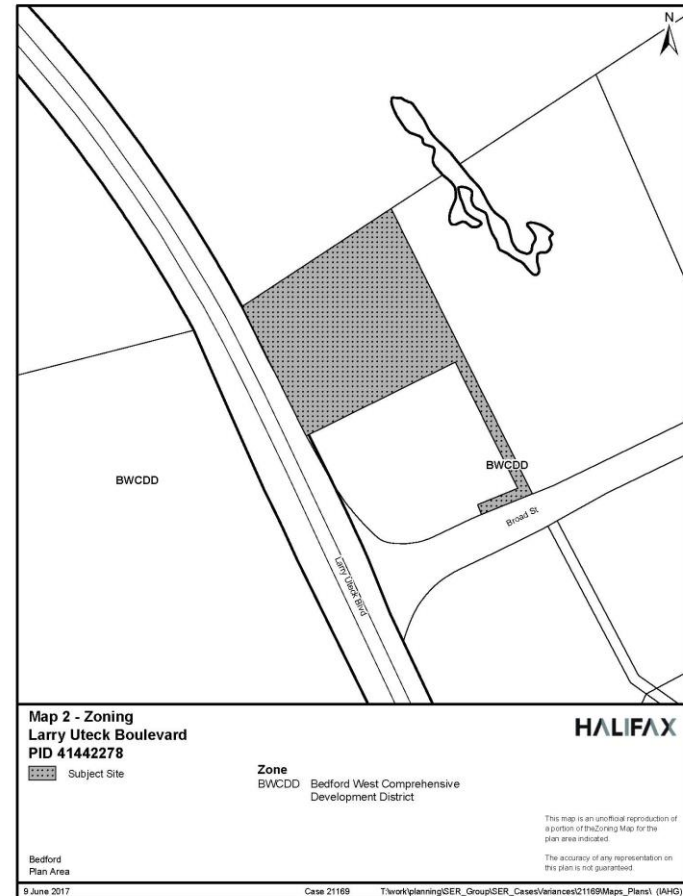 N
BWCDD
BWCDD
Broad St
Larry Uteck Blvd
Map 2 - Zoning
Larry Uteck Boulevard
PID 41442278
Subject Site
Zone
BWCDD Bedford West Comprehensive
Development District
HALIFAX
This map is an unofficial reproduction of
a portion of theZoning Map for the
plan area indicated.
The accuracy of any representation on
this plan is not guaranteed.
Bedford
Plan Area
9 June 2017 Case 21169 T:\work\planning\SER_Group\SER_CasesVariances\21169\Maps_Plans\ (IAHG)